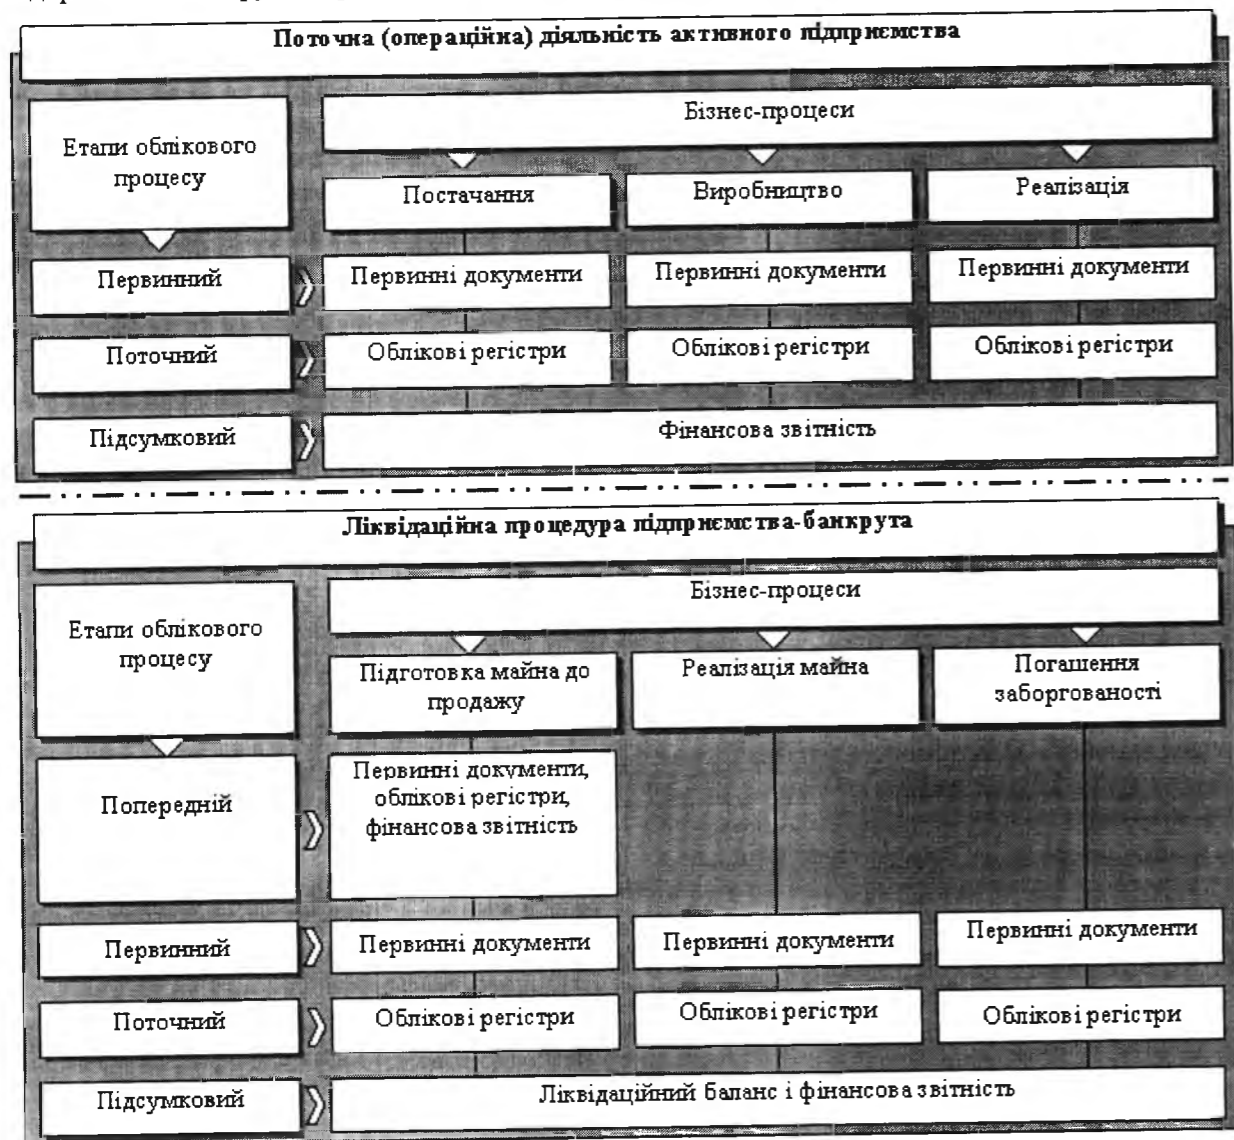 Поточна (операційна) діяльність активного підприємства
Етапи облікового
процесу
Бізнес-процеси
Постачання
Виробництво
Реалізація
Первинний
Первинні документи
Первинні документи
Первинні документи
Поточний
Облікові регістри
Облікові регістри
Облікові регістри
Підсумковий
Фінансова звітність
Ліквідаційна процедура підприємства-банкрута
Етапи облікового
процесу
Бізнес-процеси
Підготовка майна до
продажу
Реалізація майна
Погашення
заборгованості
Попередній
Первинні документи,
облікові регістри,
фінансова звітність
Первинний
Первинні документи
Первинні документи
Первинні документи
Поточний
Облікові регістри
Облікові регістри
Облікові регістри
Підсумковий
Ліквідаційний баланс і фінансова звітність